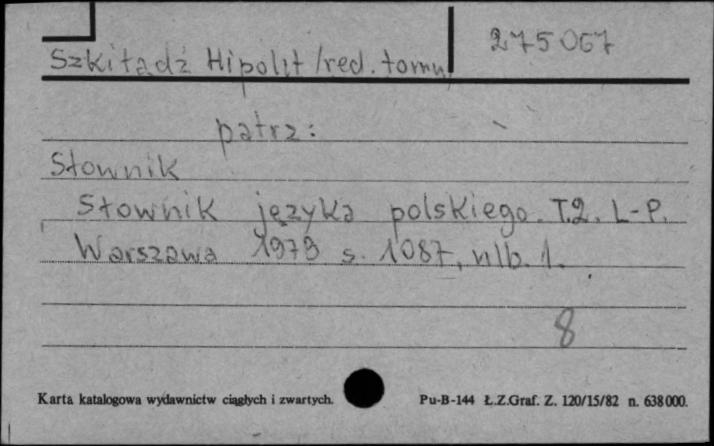 275067
Szkiłądź Hipolit /red. tomu
patrz:
Słownik
Słownik języka polskiego. T.2. L-P.
Warszawa 1979 s. 1087, nlb. 1.
8
Karta katalogowa wydawnictw ciągłych i zwartych.
Pu-B-144 Ł.Z.Graf. Z. 120/15/82 n. 638000.